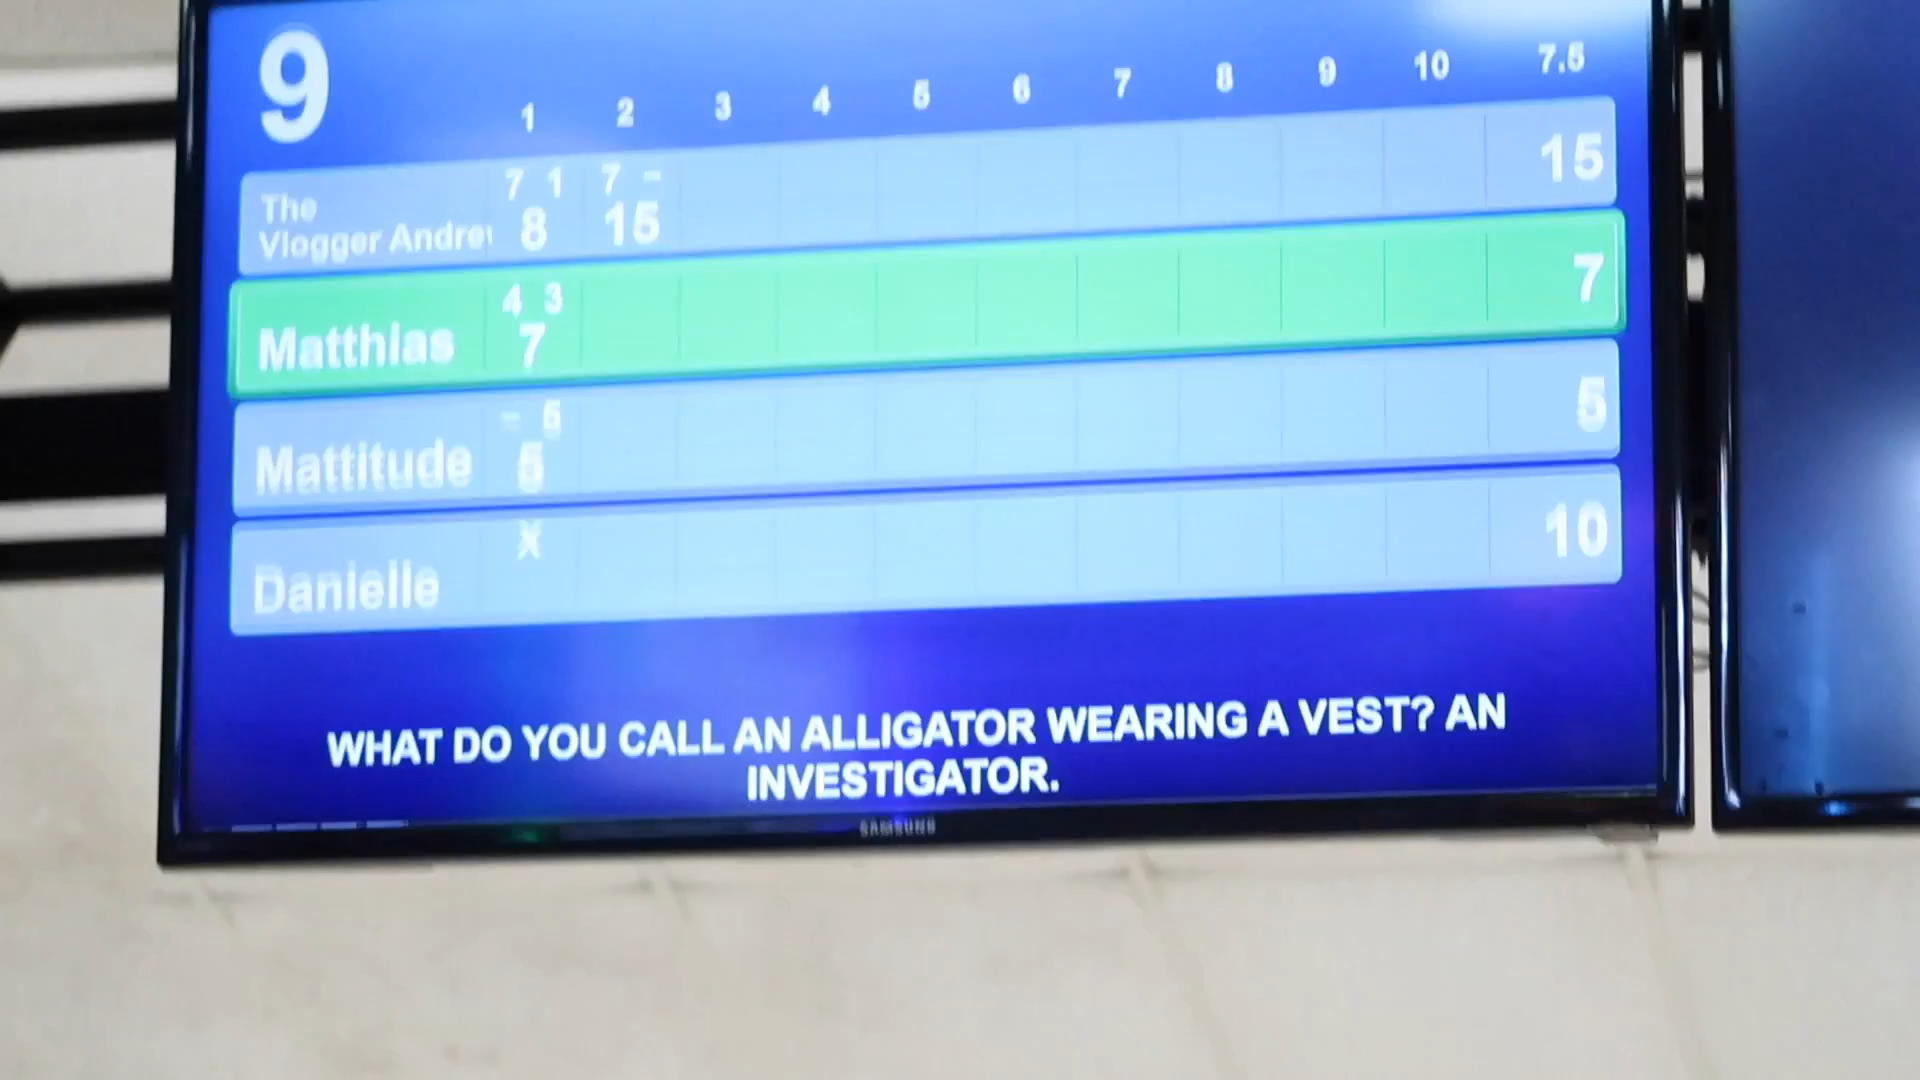 9
1 2 3 4 5 6 7 8 9 10 7.5
7 1 7 -
The
Vlogger Andre
8 15 15
4 3
Matthias 7 7
- 5
Mattitude 5 5
X
Danielle 10
WHAT DO YOU CALL AN ALLIGATOR WEARING A VEST? AN
INVESTIGATOR.
SAMSUNG